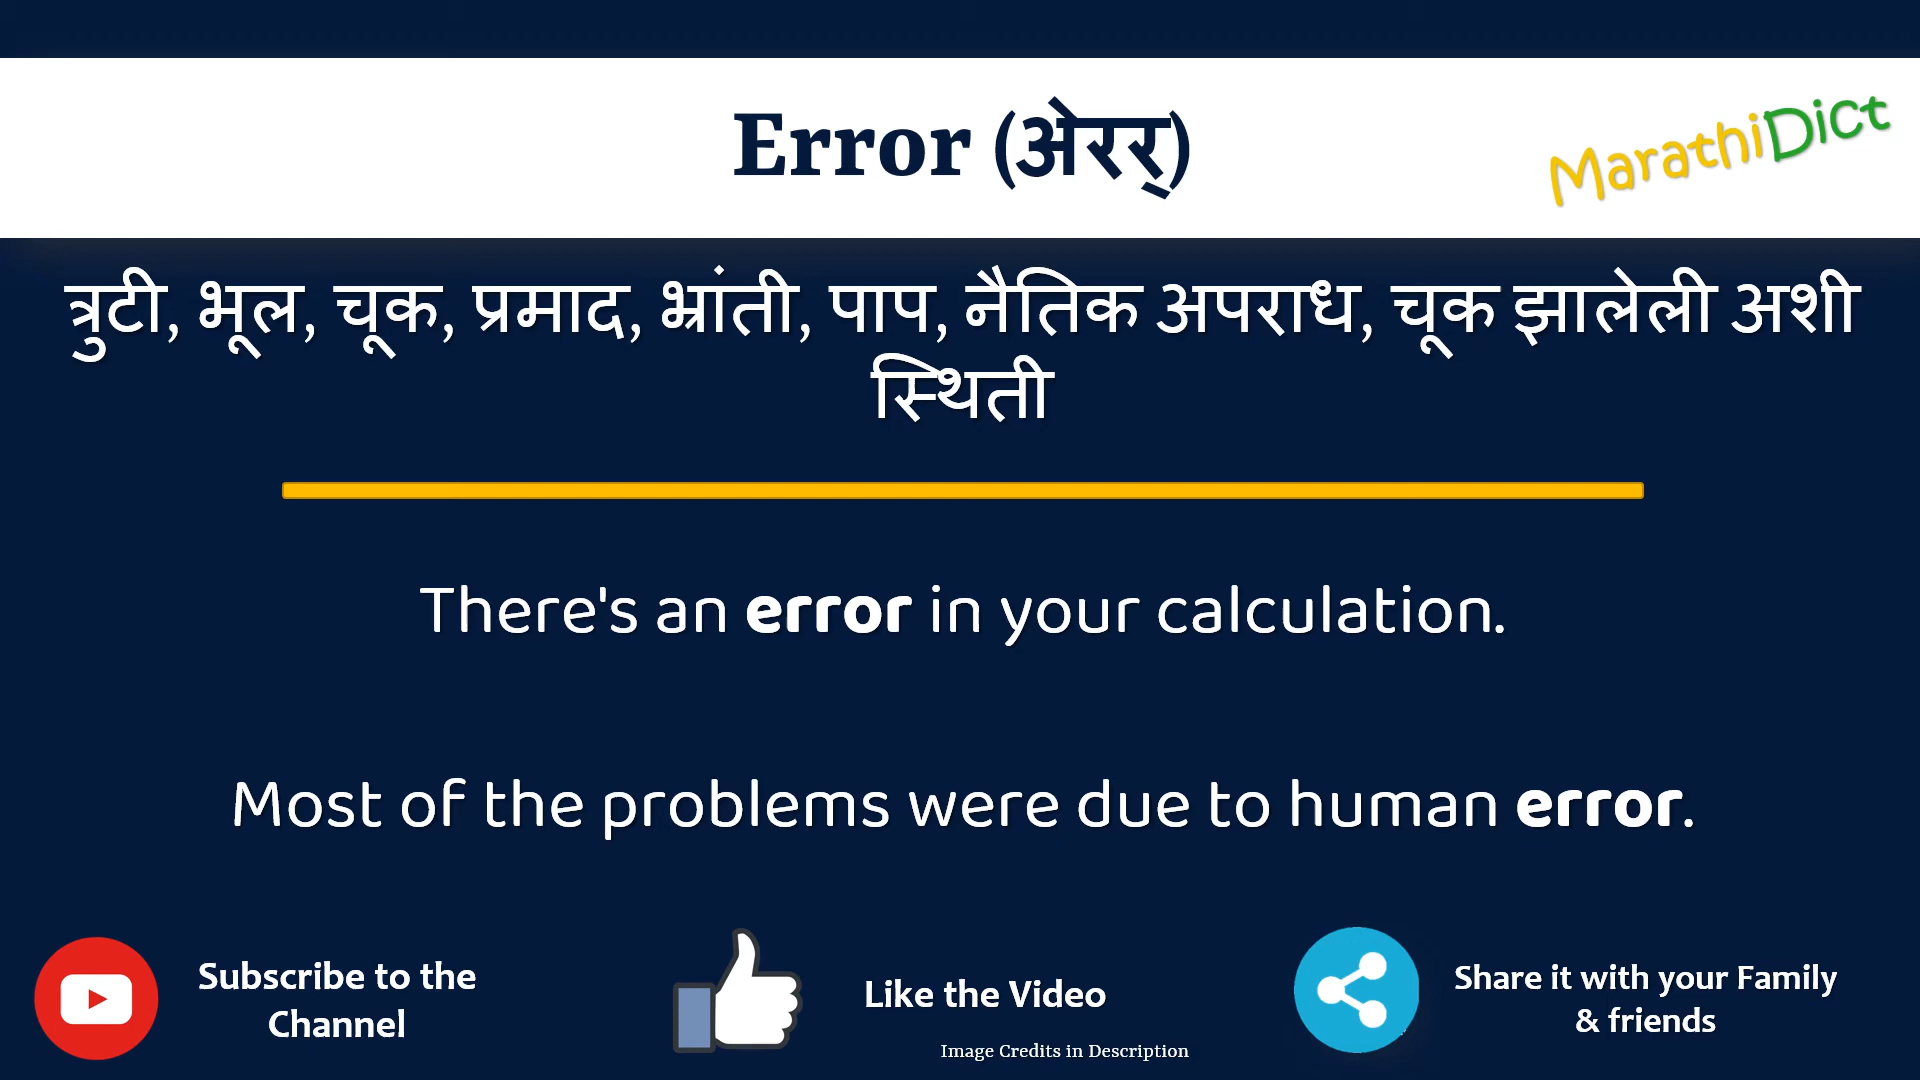 Error (ॲरर्)
MarathiDict
त्रुटी, भूल, चूक, प्रमाद, भ्रांती, पाप, नैतिक अपराध, चूक झालेली अशी
स्थिती
There's an error in your calculation.
Most of the problems were due to human error.
Subscribe to the
Channel
Like the Video
Share it with your Family
& friends
Image Credits in Description